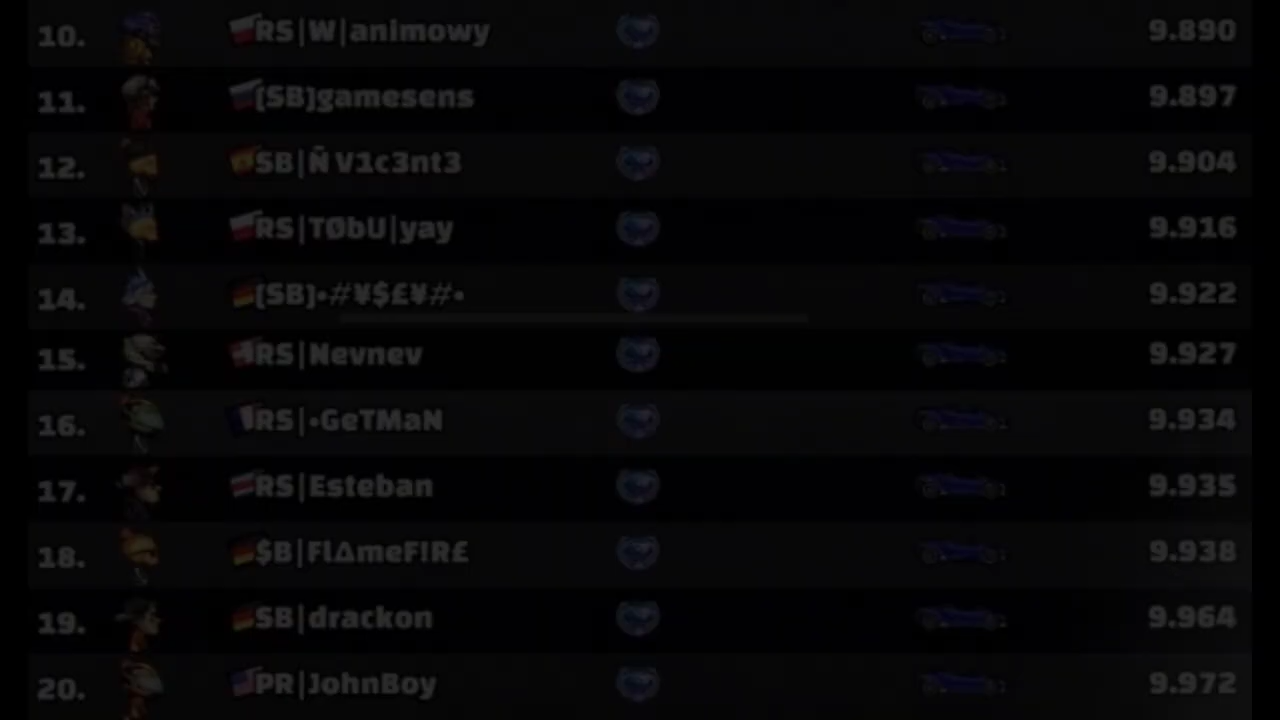 10. RS|W|animowy 9.890
11. [SB]gamesens 9.897
12. SB|Ñ V1c3nt3 9.904
13. RS|TØbU|yay 9.916
14. [SB]•#¥$£¥#• 9.922
15. RS|Nevnev 9.927
16. RS|•GeTMaN 9.934
17. RS|Esteban 9.935
18. $B|Fl∆meF!R£ 9.938
19. SB|drackon 9.964
20. PR|JohnBoy 9.972